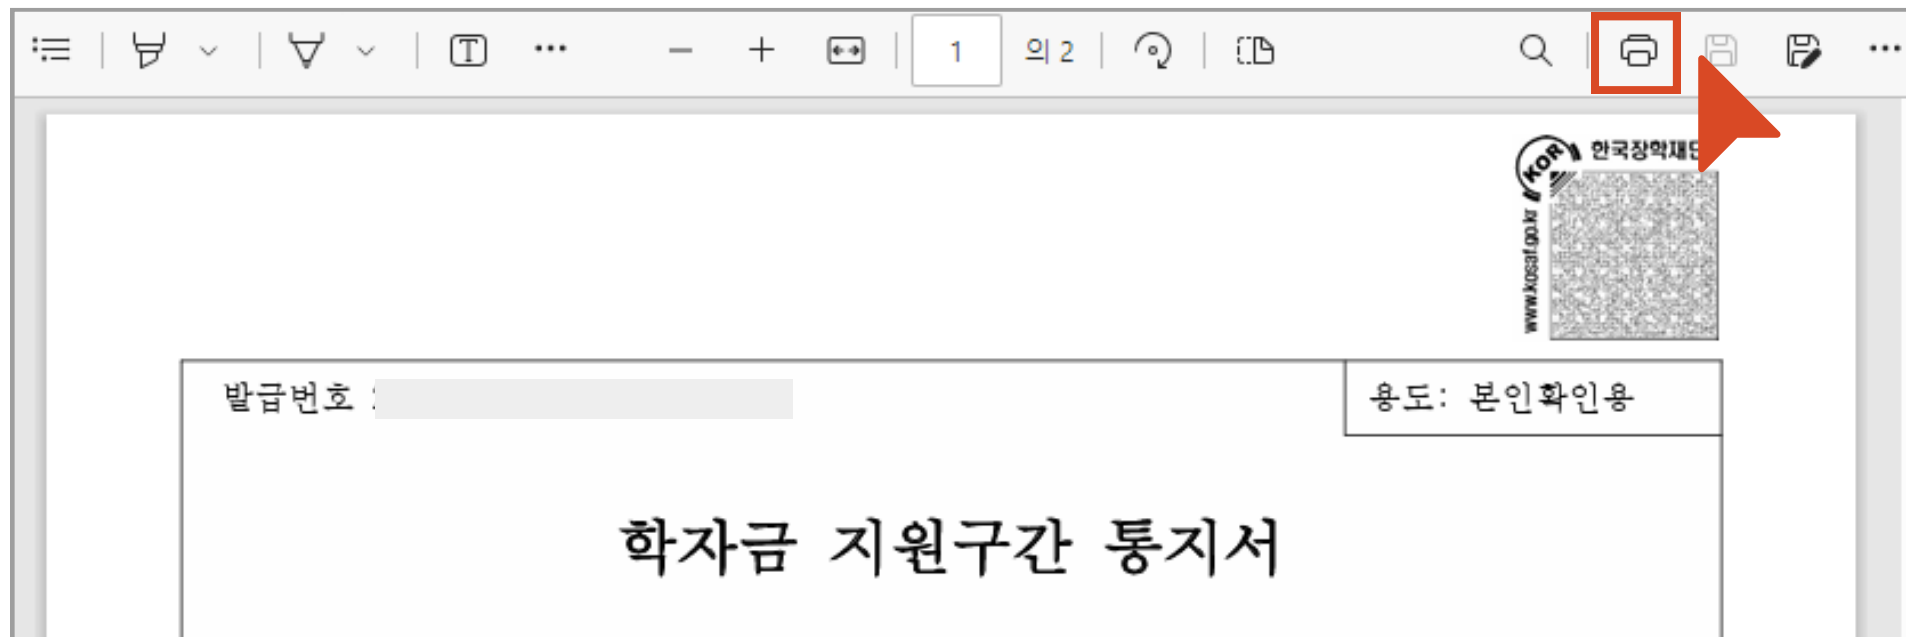 1 의 2
KOR 한국장학재단
www.kosaf.go.kr
발급번호 :
용도: 본인확인용
학자금 지원구간 통지서